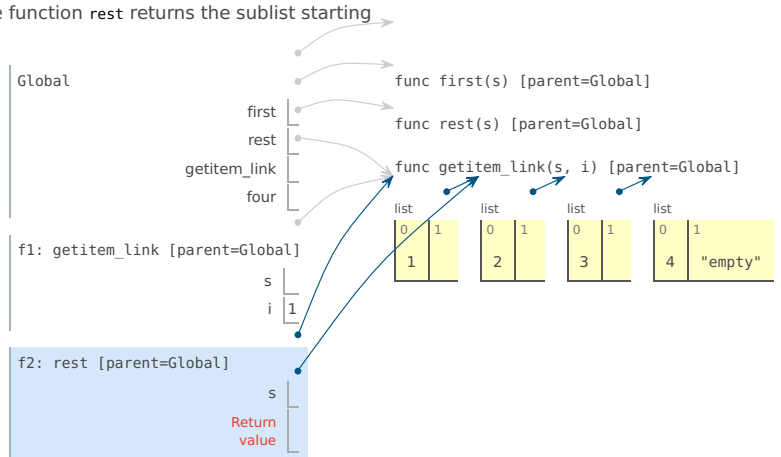 function rest returns the sublist starting
Global
func first(s) [parent=Global]
first
func rest(s) [parent=Global]
rest
getitem_link
func getitem_link(s, i) [parent=Global]
four
list list list list
0 1 0 1 0 1 0 1
1 2 3 4 "empty"
f1: getitem_link [parent=Global]
s
i 1
f2: rest [parent=Global]
s
Return
value